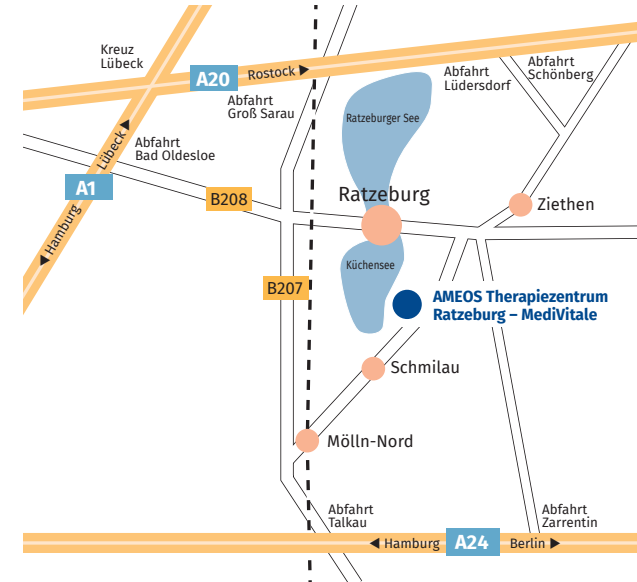 Kreuz
Lübeck
A20
Rostock ▶
Abfahrt
Lüdersdorf
Abfahrt
Schönberg
Abfahrt
Groß Sarau
Ratzeburger See
Lübeck ▶
Abfahrt
Bad Oldesloe
A1
◀ Hamburg
B208
Ratzeburg
Ziethen
Küchensee
B207
AMEOS Therapiezentrum
Ratzeburg – MediVitale
Schmilau
Mölln-Nord
Abfahrt
Talkau
Abfahrt
Zarrentin
◀ Hamburg
A24
Berlin ▶